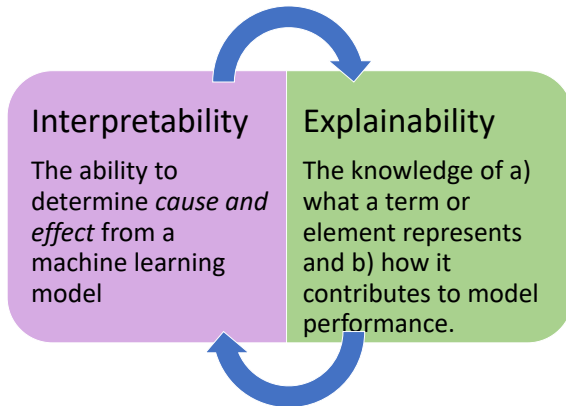 Interpretability
The ability to
determine cause and
effect from a
machine learning
model
Explainability
The knowledge of a)
what a term or
element represents
and b) how it
contributes to model
performance.